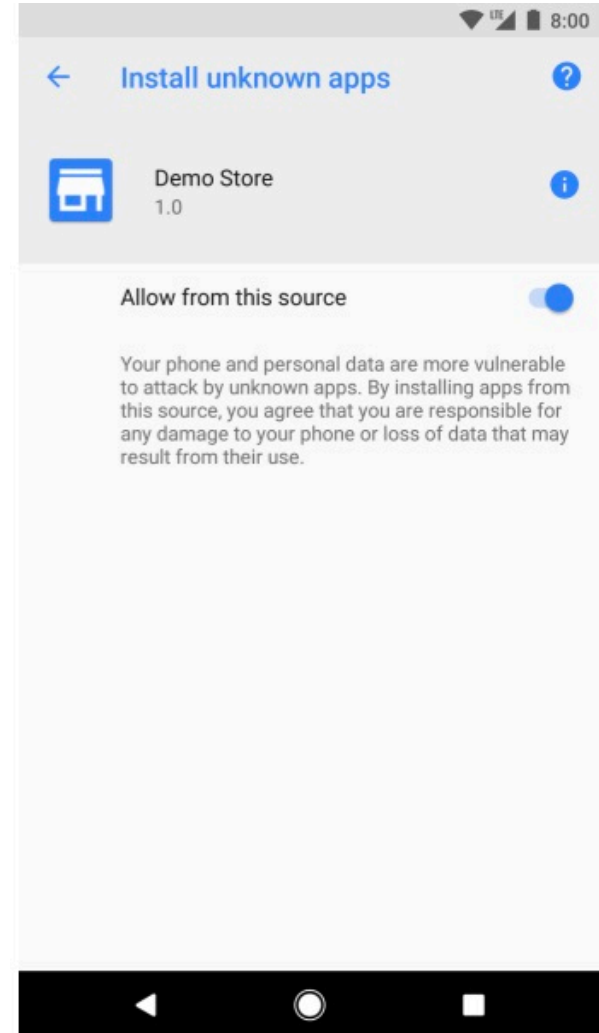 LTE 8:00
Install unknown apps ?
Demo Store i
1.0
Allow from this source
Your phone and personal data are more vulnerable
to attack by unknown apps. By installing apps from
this source, you agree that you are responsible for
any damage to your phone or loss of data that may
result from their use.